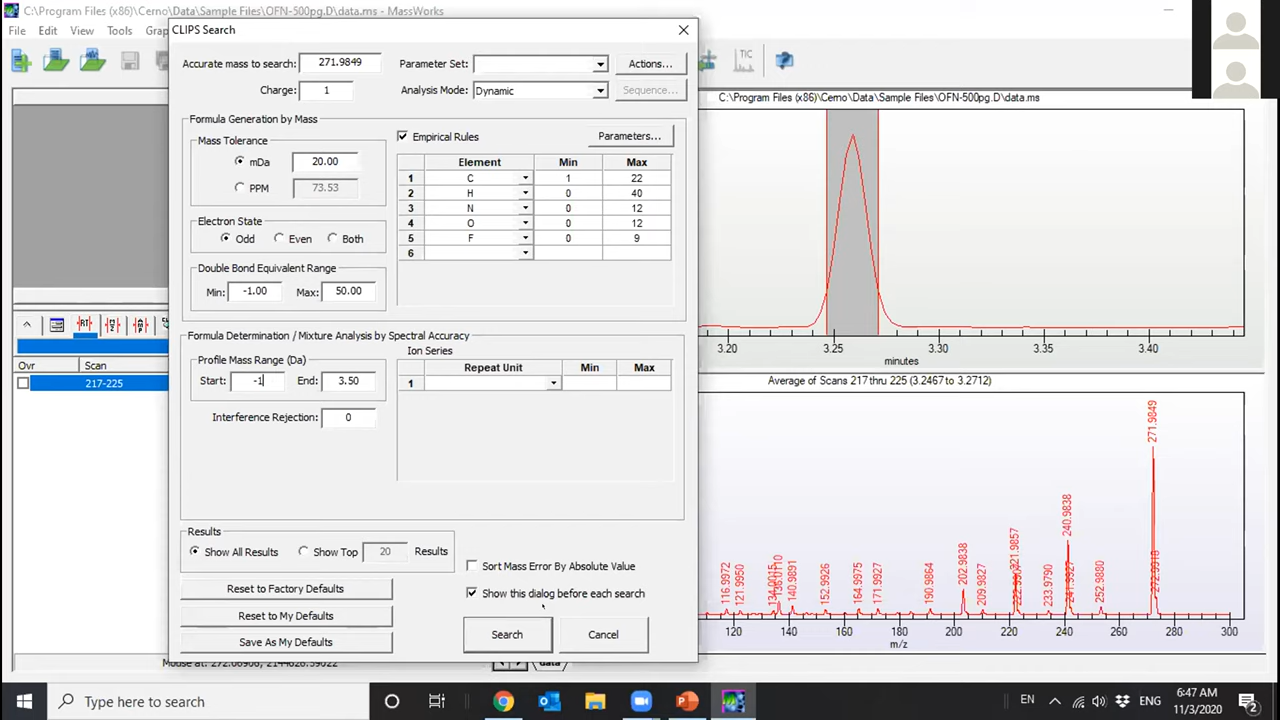 C:\Program Files (x86)\Cerno\Data\Sample Files\OFN-500pg.D\data.ms - MassWorks
File Edit View Tools Grap
CLIPS Search
Accurate mass to search: 271.9849 Parameter Set: Actions...
Charge: 1 Analysis Mode: Dynamic Sequence...
Formula Generation by Mass
Mass Tolerance
mDa 20.00
PPM 73.53
Empirical Rules Parameters...
Element Min Max
1 C 1 22
2 H 0 40
3 N 0 12
4 O 0 12
5 F 0 9
6
Electron State
Odd Even Both
Double Bond Equivalent Range
Min: -1.00 Max: 50.00
Formula Determination / Mixture Analysis by Spectral Accuracy
Profile Mass Range (Da)
Start: -1 End: 3.50
Interference Rejection: 0
Ion Series
Repeat Unit Min Max
1
Results
Show All Results Show Top 20 Results
Sort Mass Error By Absolute Value
Show this dialog before each search
Reset to Factory Defaults
Reset to My Defaults
Save As My Defaults
Search Cancel
TIC
RT
Ovr Scan
217-225
data
C:\Program Files (x86)\Cerno\Data\Sample Files\OFN-500pg.D\data.ms
3.20 3.25 3.30 3.35 3.40
minutes
Average of Scans 217 thru 225 (3.2467 to 3.2712)
116.9972
121.9950
136.0110
140.9891
152.9926
164.9975
171.9927
190.9864
202.9838
209.9827
221.9857
233.9790
240.9838
241.9927
252.9880
271.9849
272.9918
120 140 160 180 200 220 240 260 280 300
m/z
Type here to search
EN ENG
6:47 AM
11/3/2020
2